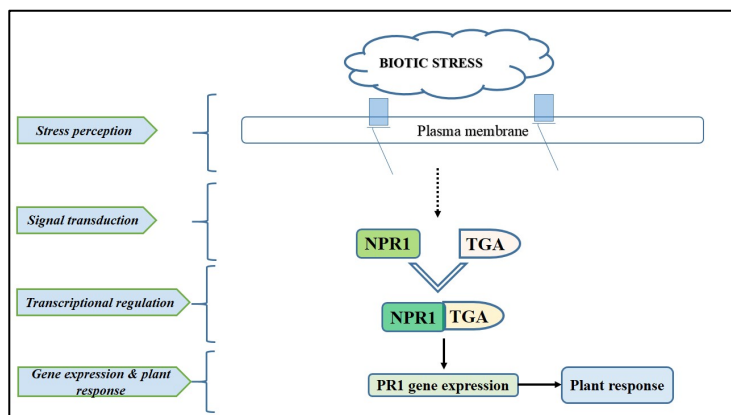 BIOTIC STRESS
Stress perception
Plasma membrane
Signal transduction
NPR1
TGA
Transcriptional regulation
NPR1
TGA
Gene expression & plant
response
PR1 gene expression
Plant response